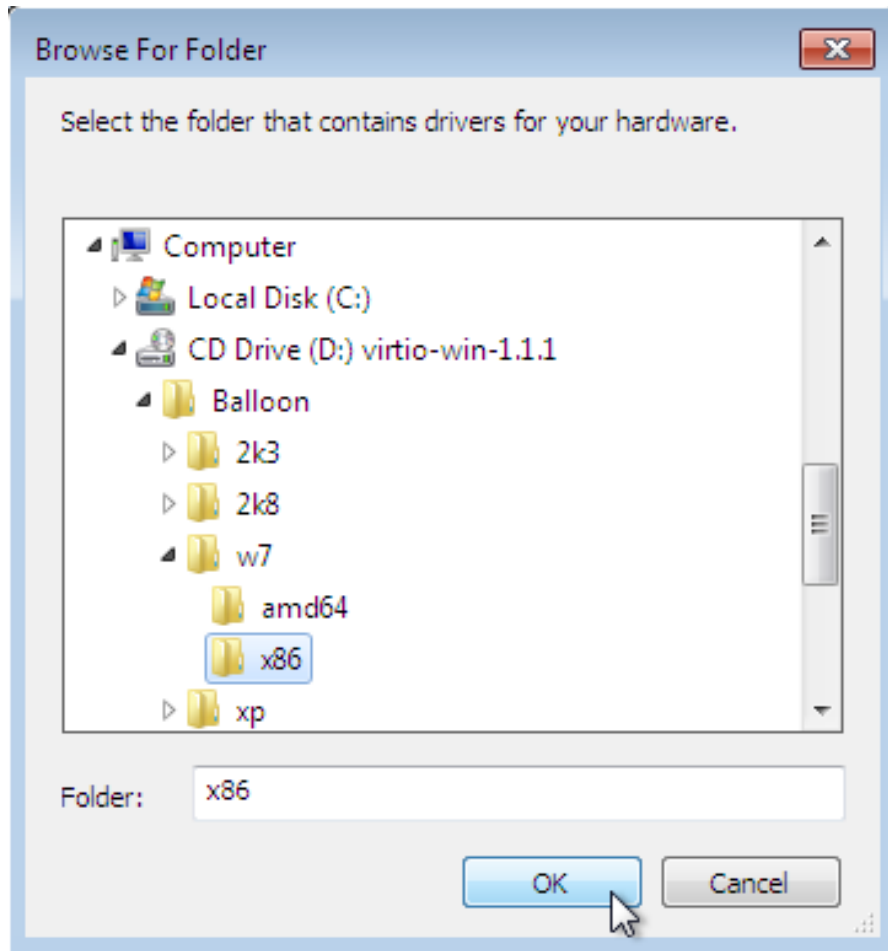 Browse For Folder
Select the folder that contains drivers for your hardware.
Computer
Local Disk (C:)
CD Drive (D:) virtio-win-1.1.1
Balloon
2k3
2k8
w7
amd64
x86
xp
Folder: x86
OK Cancel